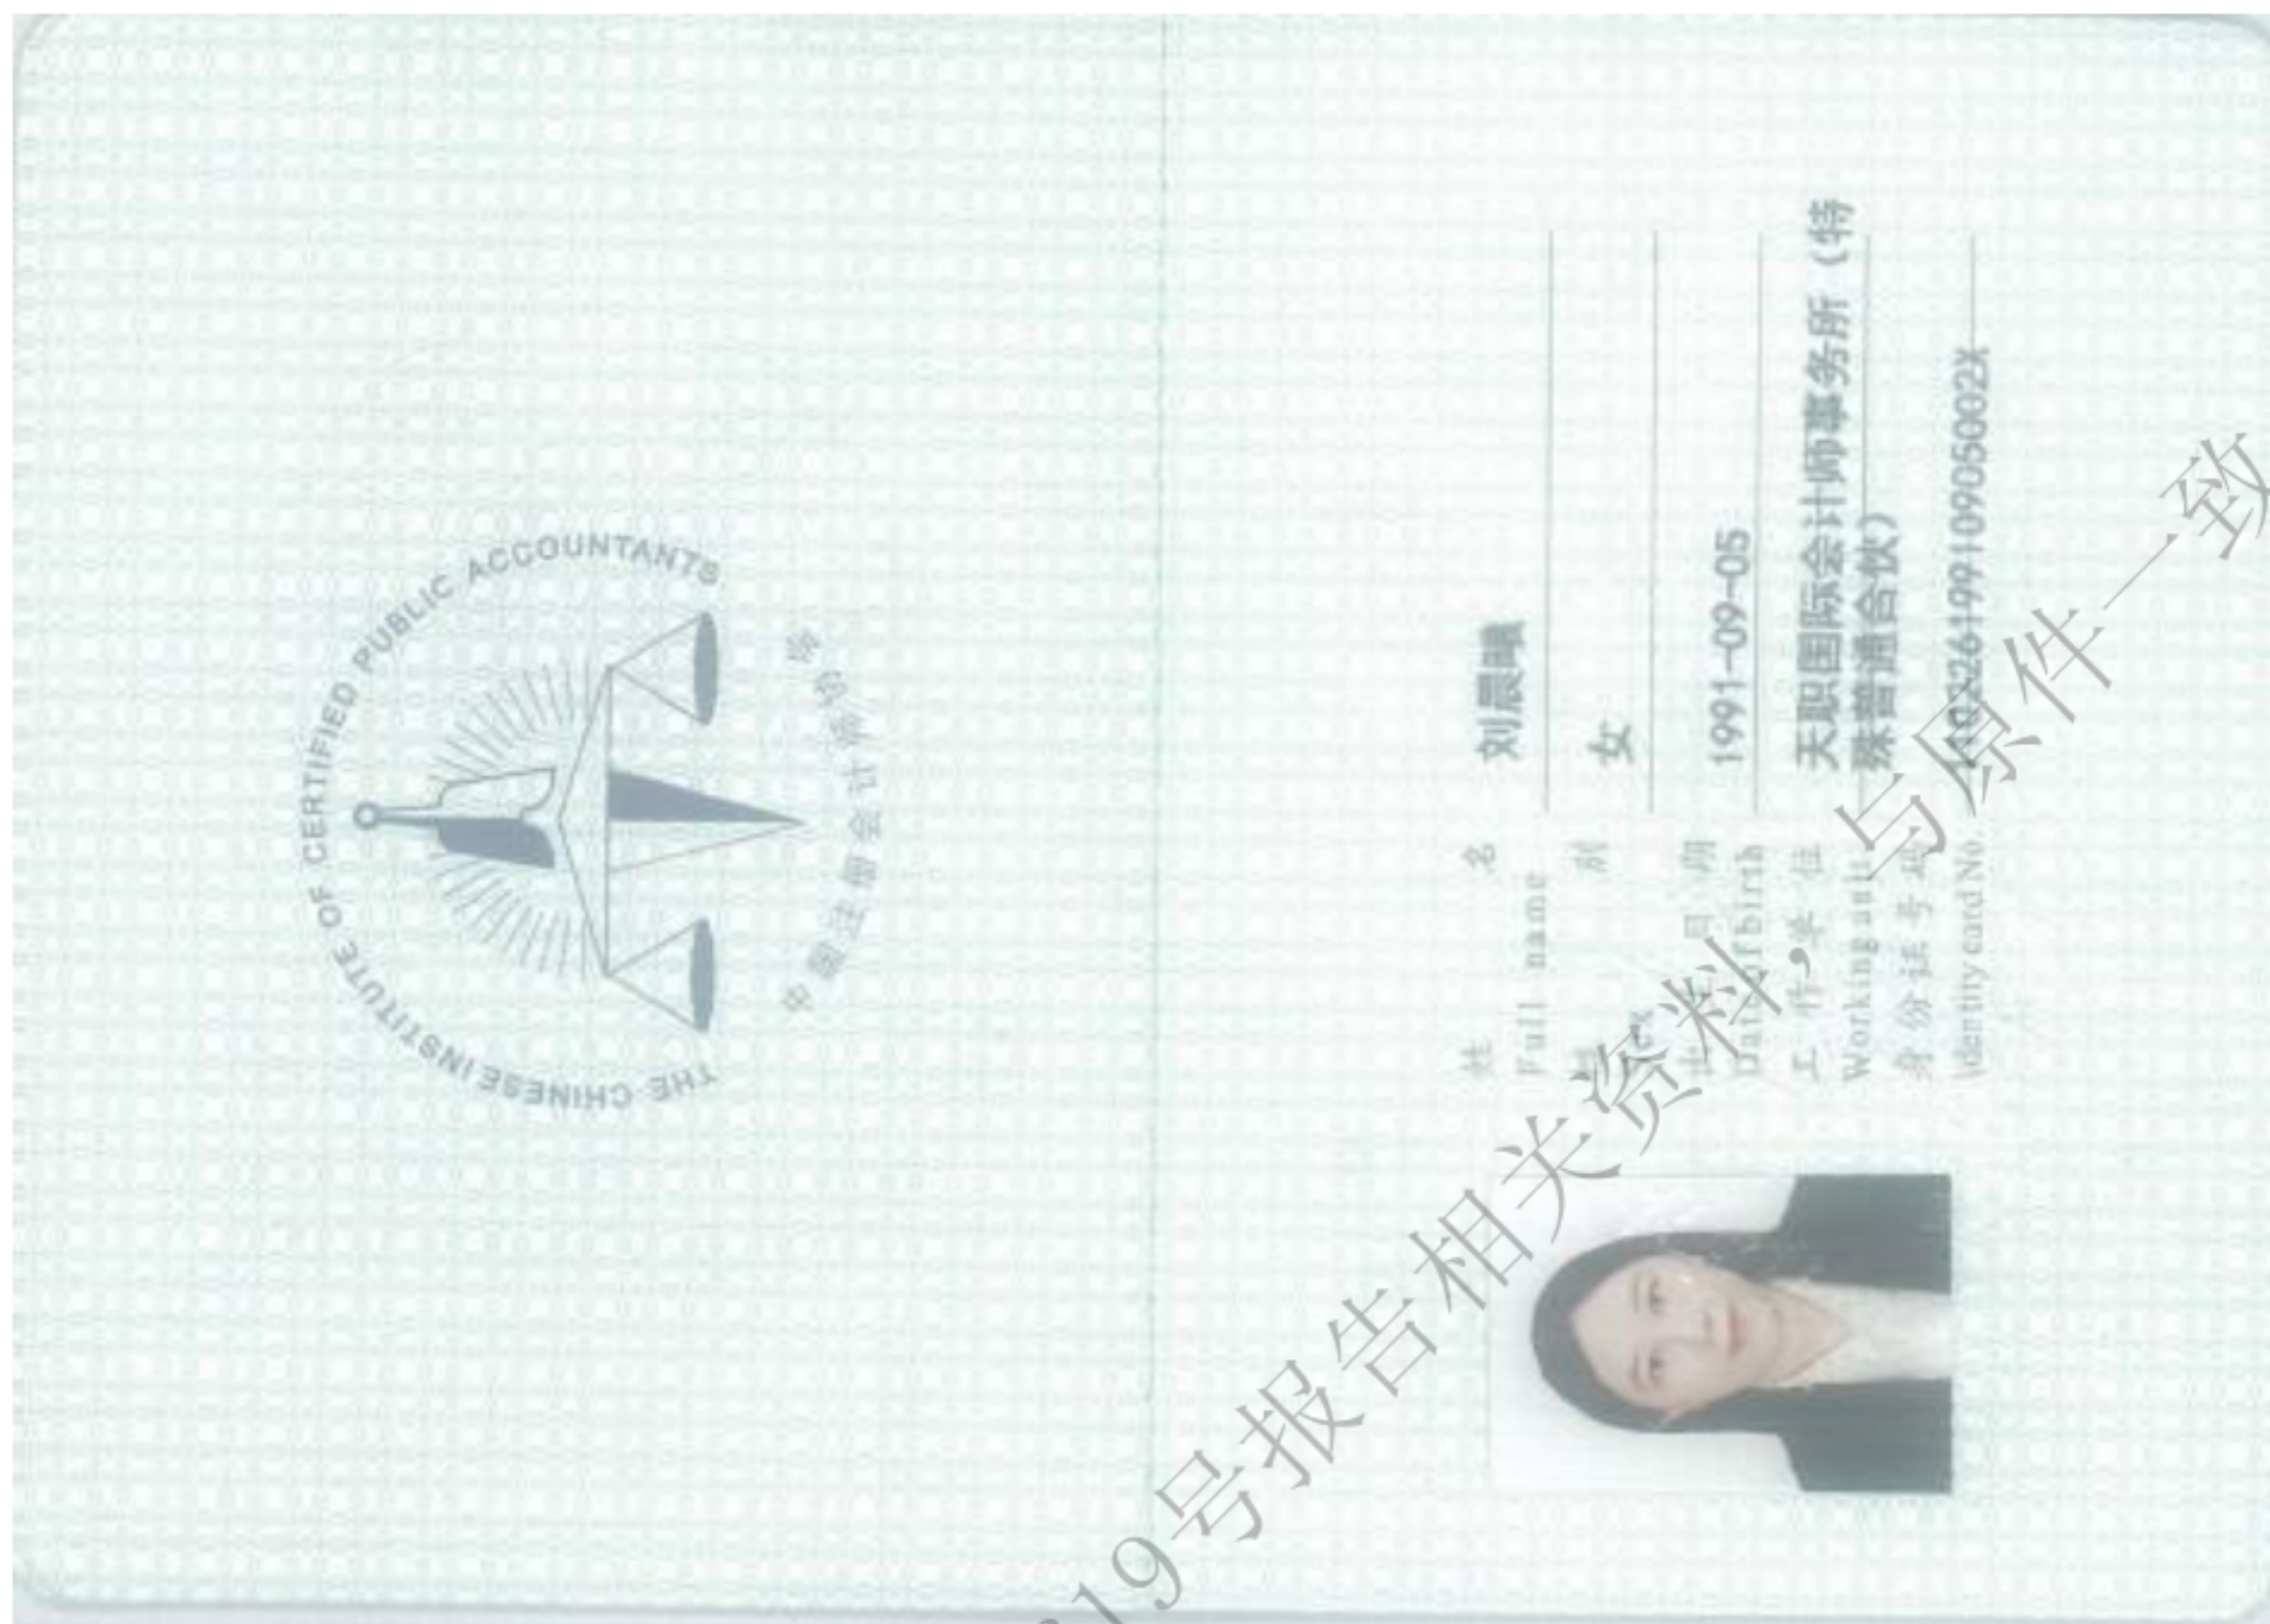 THE CHINESE INSTITUTE OF CERTIFIED PUBLIC ACCOUNTANTS
中国注册会计师协会
姓 名 刘晨曦
Full name
别 女
出生日期 1991-09-05
Date of birth
工作单位 天职国际会计师事务所（特
Working unit 殊普通合伙）
身份证号码
Identity card No.
19号报告相关资料，与原件一致